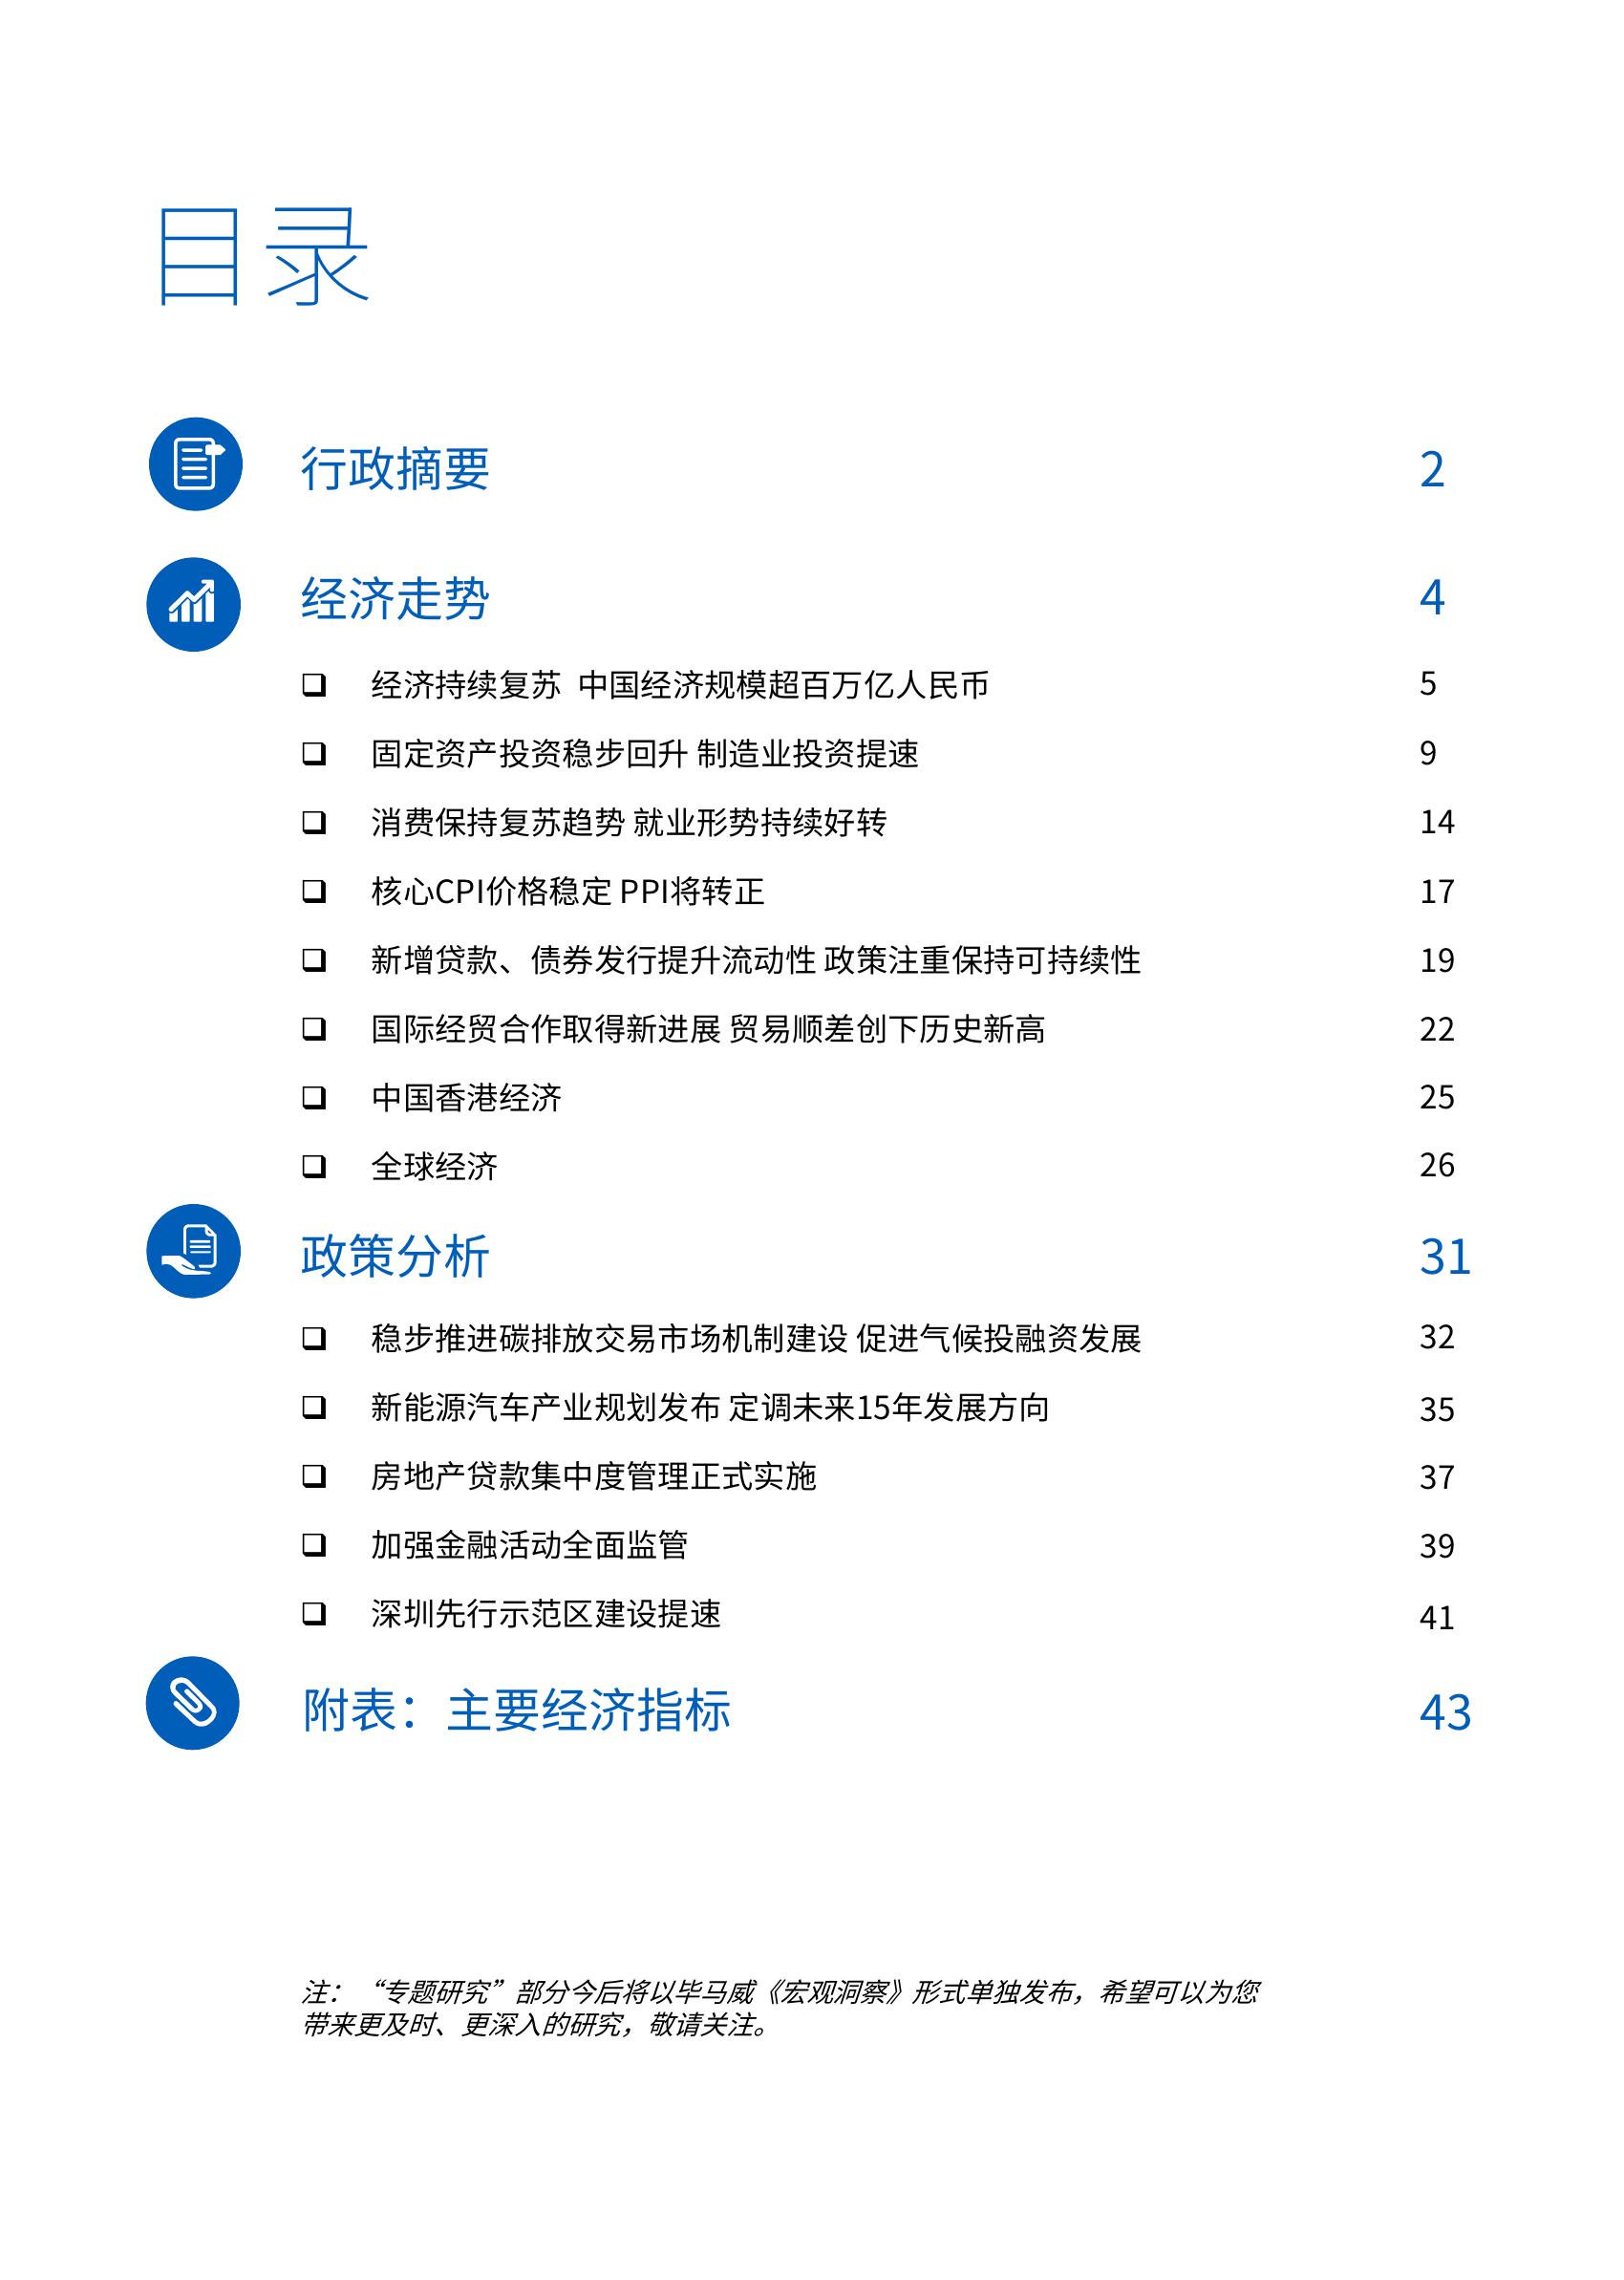 目录
行政摘要 2
经济走势 4
❑ 经济持续复苏 中国经济规模超百万亿人民币 5
❑ 固定资产投资稳步回升 制造业投资提速 9
❑ 消费保持复苏趋势 就业形势持续好转 14
❑ 核心CPI价格稳定 PPI将转正 17
❑ 新增贷款、债券发行提升流动性 政策注重保持可持续性 19
❑ 国际经贸合作取得新进展 贸易顺差创下历史新高 22
❑ 中国香港经济 25
❑ 全球经济 26
政策分析 31
❑ 稳步推进碳排放交易市场机制建设 促进气候投融资发展 32
❑ 新能源汽车产业规划发布 定调未来15年发展方向 35
❑ 房地产贷款集中度管理正式实施 37
❑ 加强金融活动全面监管 39
❑ 深圳先行示范区建设提速 41
附表：主要经济指标 43
注：“专题研究”部分今后将以毕马威《宏观洞察》形式单独发布，希望可以为您
带来更及时、更深入的研究，敬请关注。